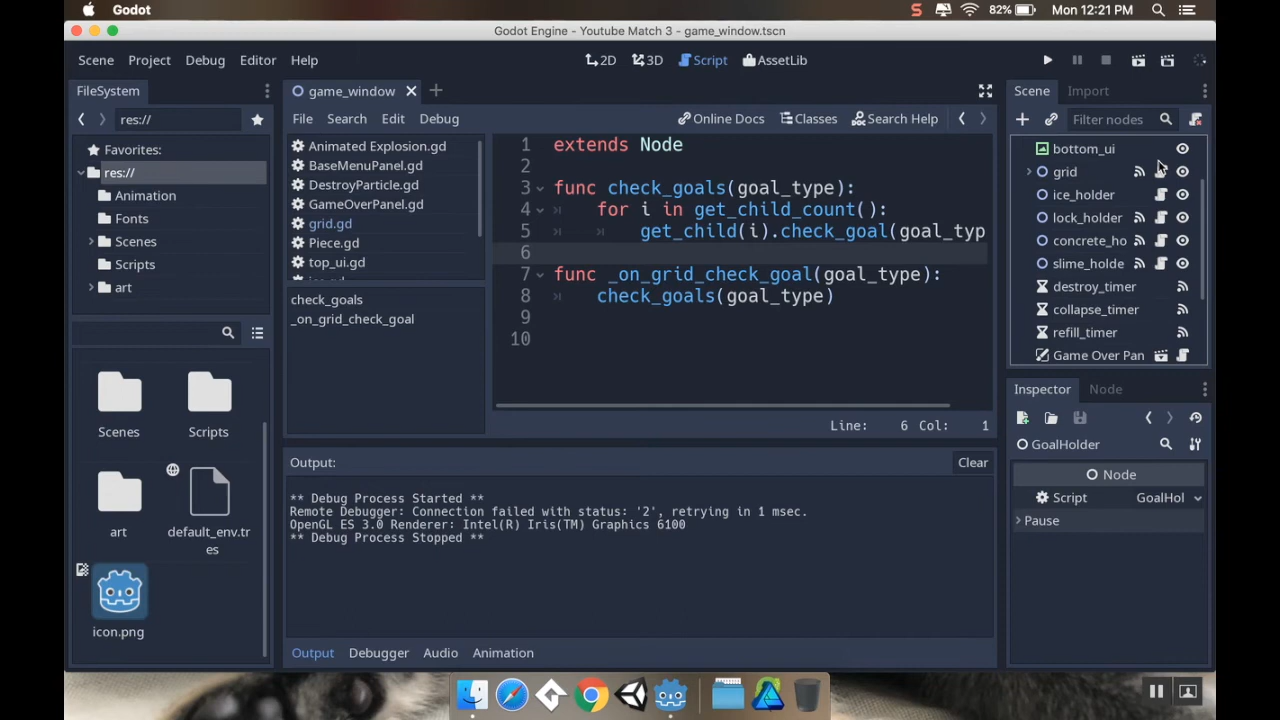 Godot
82%
Mon 12:21 PM
Godot Engine - Youtube Match 3 - game_window.tscn
Scene Project Debug Editor Help
2D 3D Script AssetLib
FileSystem
res://
Favorites:
res://
Animation
Fonts
Scenes
Scripts
art
Scenes
Scripts
art
default_env.tr
es
icon.png
game_window
File Search Edit Debug
Online Docs Classes Search Help
Animated Explosion.gd
BaseMenuPanel.gd
DestroyParticle.gd
GameOverPanel.gd
grid.gd
Piece.gd
top_ui.gd
check_goals
_on_grid_check_goal
1 extends Node
2
3 func check_goals(goal_type):
4 for i in get_child_count():
5 get_child(i).check_goal(goal_typ
6
7 func _on_grid_check_goal(goal_type):
8 check_goals(goal_type)
9
10
Line: 6 Col: 1
Output:
Clear
** Debug Process Started **
Remote Debugger: Connection failed with status: '2', retrying in 1 msec.
OpenGL ES 3.0 Renderer: Intel(R) Iris(TM) Graphics 6100
** Debug Process Stopped **
Output Debugger Audio Animation
Scene Import
Filter nodes
bottom_ui
grid
ice_holder
lock_holder
concrete_ho
slime_holde
destroy_timer
collapse_timer
refill_timer
Game Over Pan
Inspector Node
GoalHolder
Node
Script GoalHol
Pause